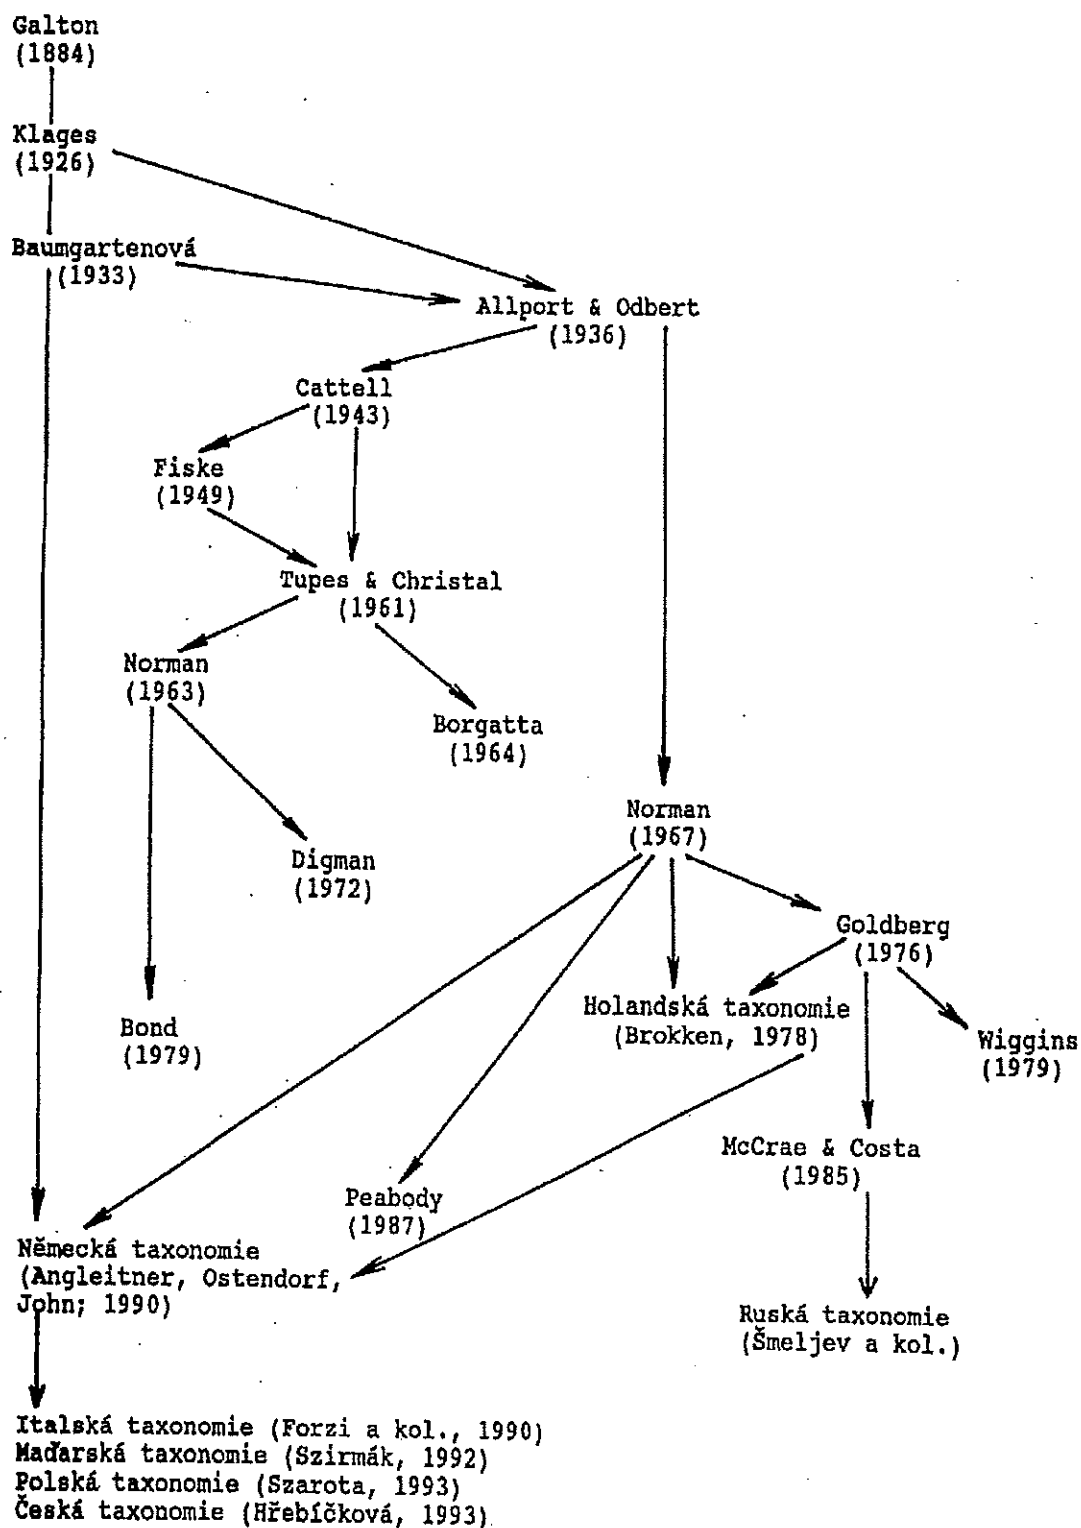 Galton
(1884)
Klages
(1926)
Baumgartenová
(1933)
Allport & Odbert
(1936)
Cattell
(1943)
Fiske
(1949)
Tupes & Christal
(1961)
Norman
(1963)
Borgatta
(1964)
Norman
(1967)
Digman
(1972)
Goldberg
(1976)
Holandská taxonomie
(Brokken, 1978)
Bond
(1979)
Wiggins
(1979)
McCrae & Costa
(1985)
Peabody
(1987)
Německá taxonomie
(Angleitner, Ostendorf,
John; 1990)
Ruská taxonomie
(Šmeljev a kol.)
Italská taxonomie (Forzi a kol., 1990)
Maďarská taxonomie (Szirmák, 1992)
Polská taxonomie (Szarota, 1993)
Česká taxonomie (Hřebíčková, 1993)